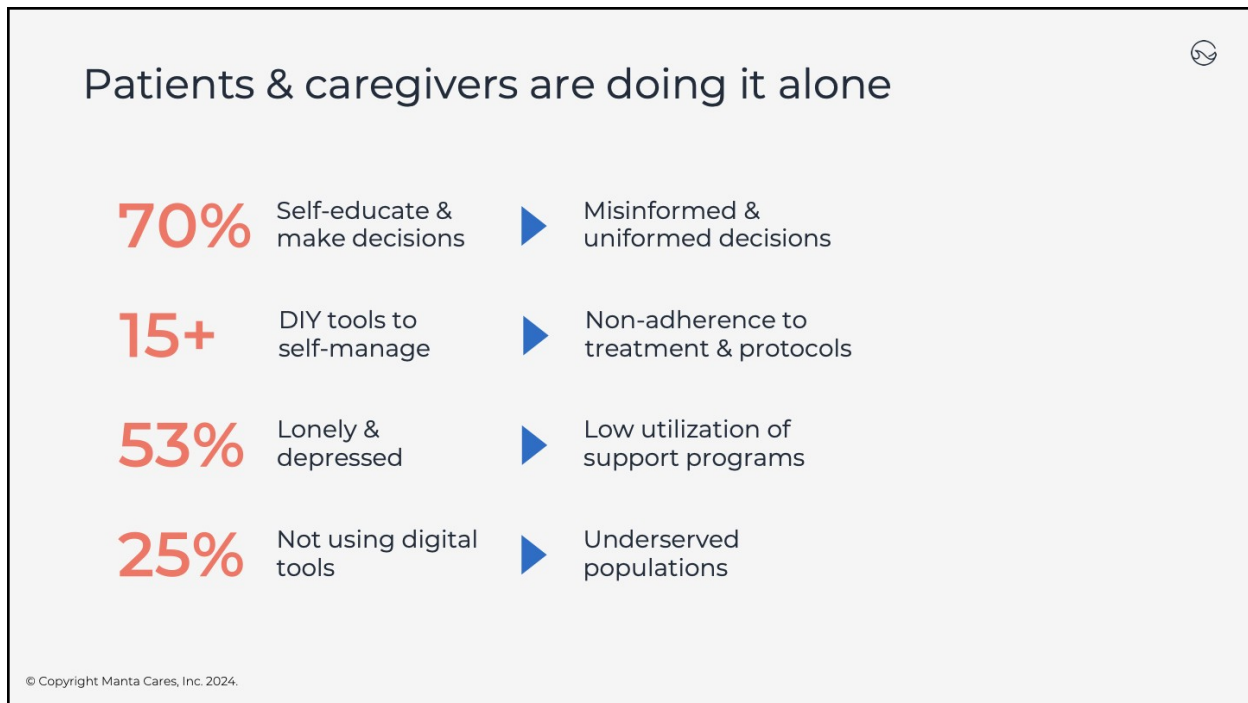 Patients & caregivers are doing it alone
70%
Self-educate &
make decisions
Misinformed &
uniformed decisions
15+
DIY tools to
self-manage
Non-adherence to
treatment & protocols
53%
Lonely &
depressed
Low utilization of
support programs
25%
Not using digital
tools
Underserved
populations
© Copyright Manta Cares, Inc. 2024.